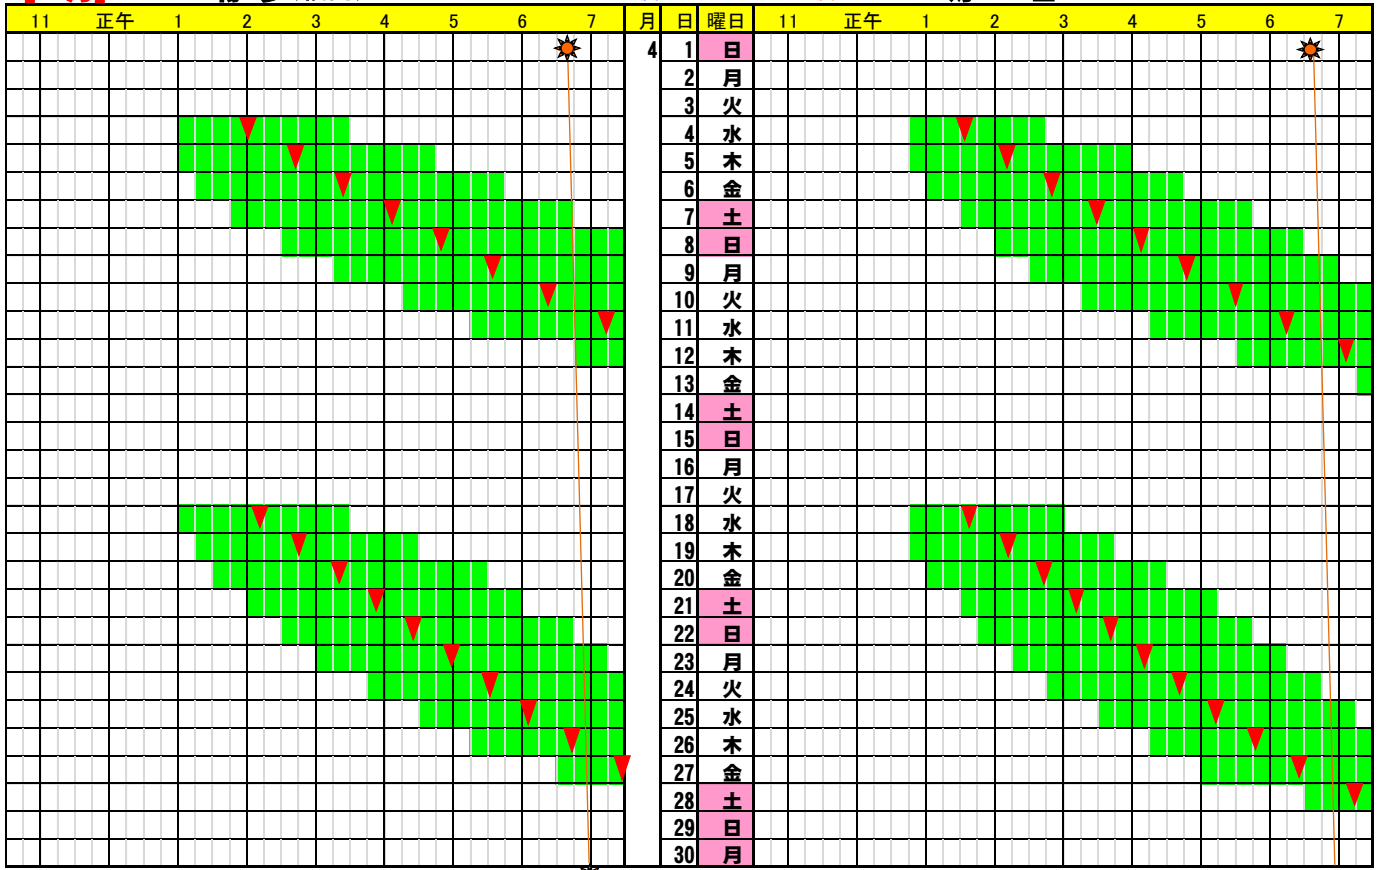 11 正午 1 2 3 4 5 6 7 月 日 曜日 11 正午 1 2 3 4 5 6 7
4 1 日
2 月
3 火
4 水
5 木
6 金
7 土
8 日
9 月
10 火
11 水
12 木
13 金
14 土
15 日
16 月
17 火
18 水
19 木
20 金
21 土
22 日
23 月
24 火
25 水
26 木
27 金
28 土
29 日
30 月